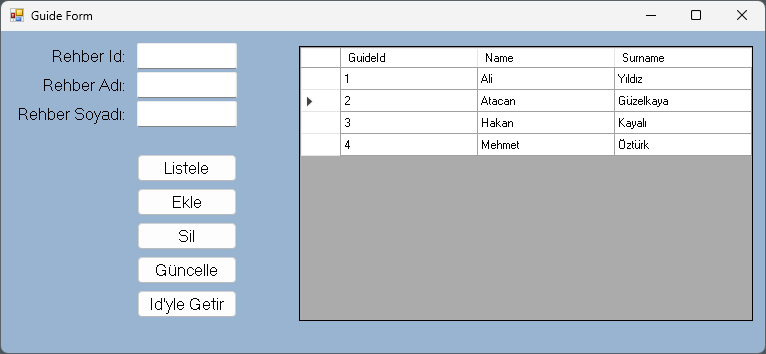 Guide Form
Rehber Id:
Rehber Adı:
Rehber Soyadı:
Listele
Ekle
Sil
Güncelle
Id'yle Getir
GuideId Name Surname
1 Ali Yıldız
2 Atacan Güzelkaya
3 Hakan Kayalı
4 Mehmet Öztürk